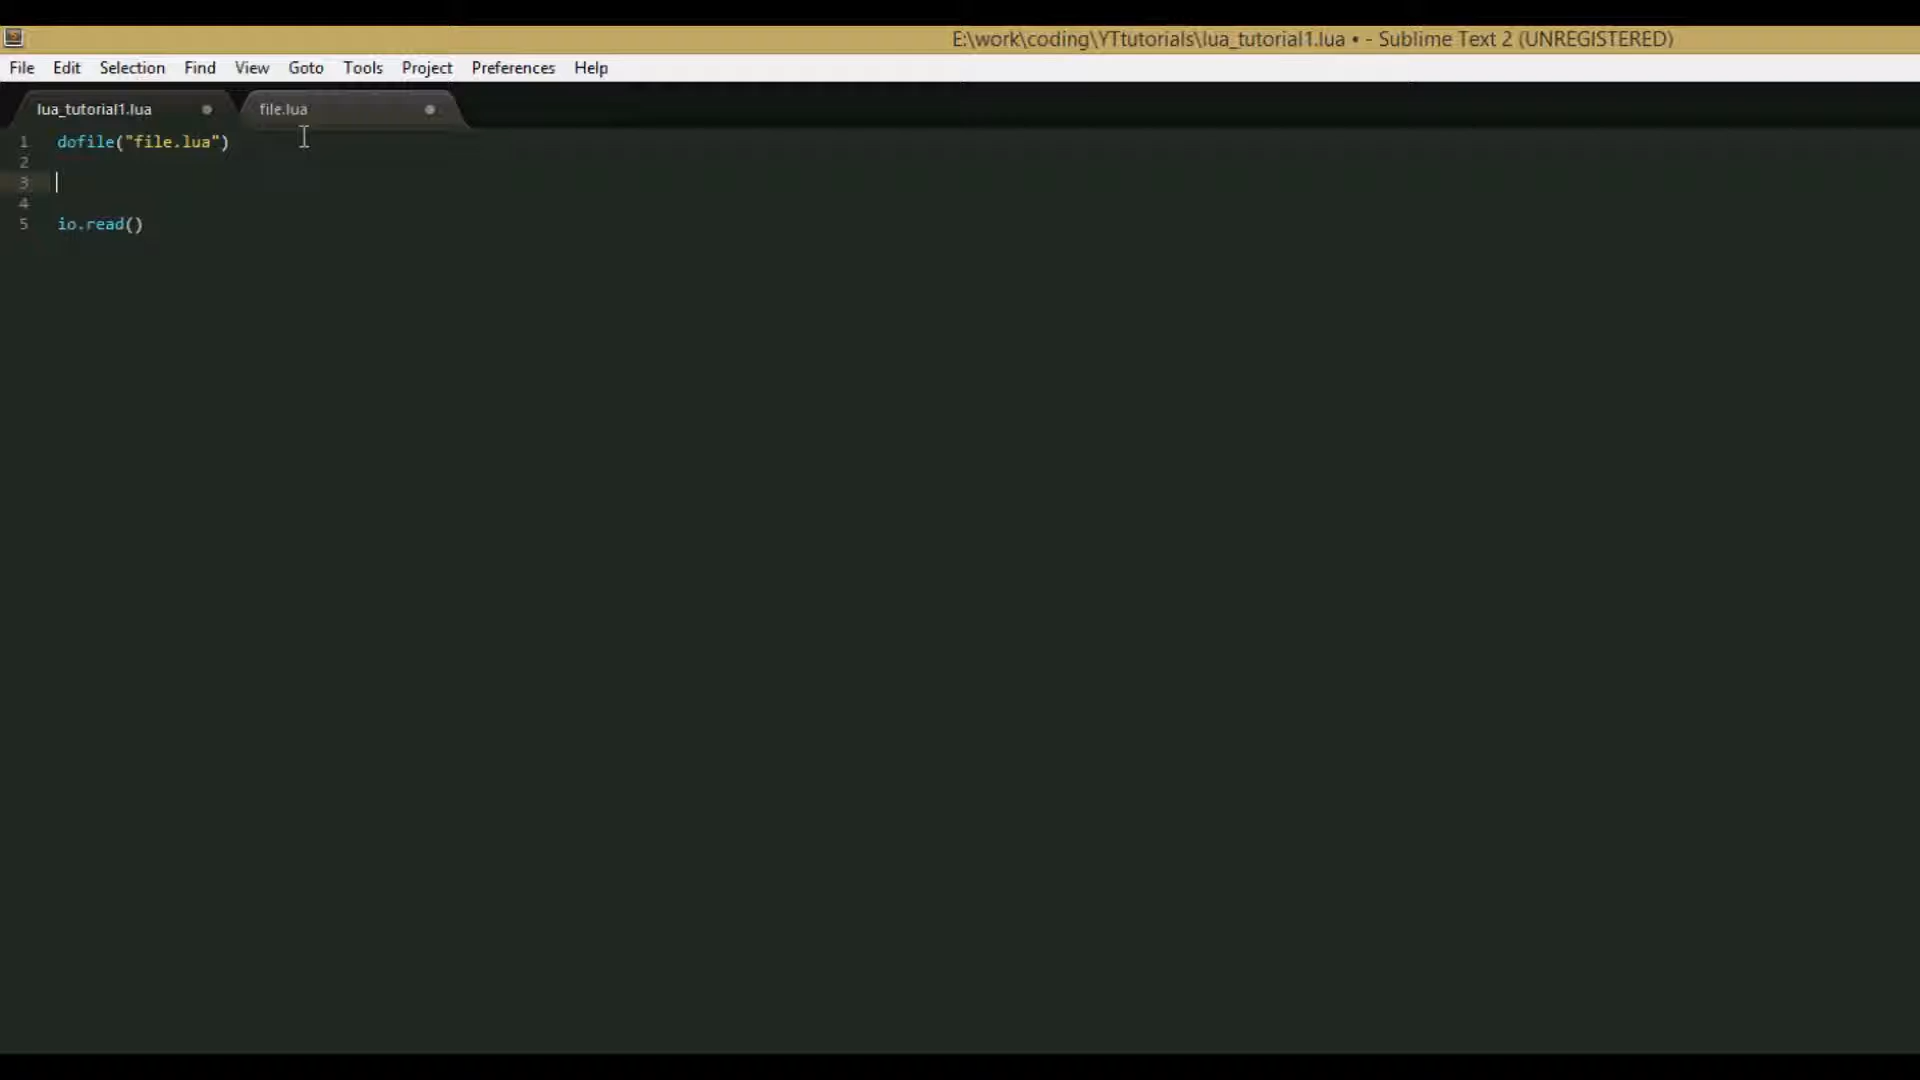 E:\work\coding\YTtutorials\lua_tutorial1.lua • - Sublime Text 2 (UNREGISTERED)
File Edit Selection Find View Goto Tools Project Preferences Help
lua_tutorial1.lua file.lua
1 dofile("file.lua")
2
3
4
5 io.read()